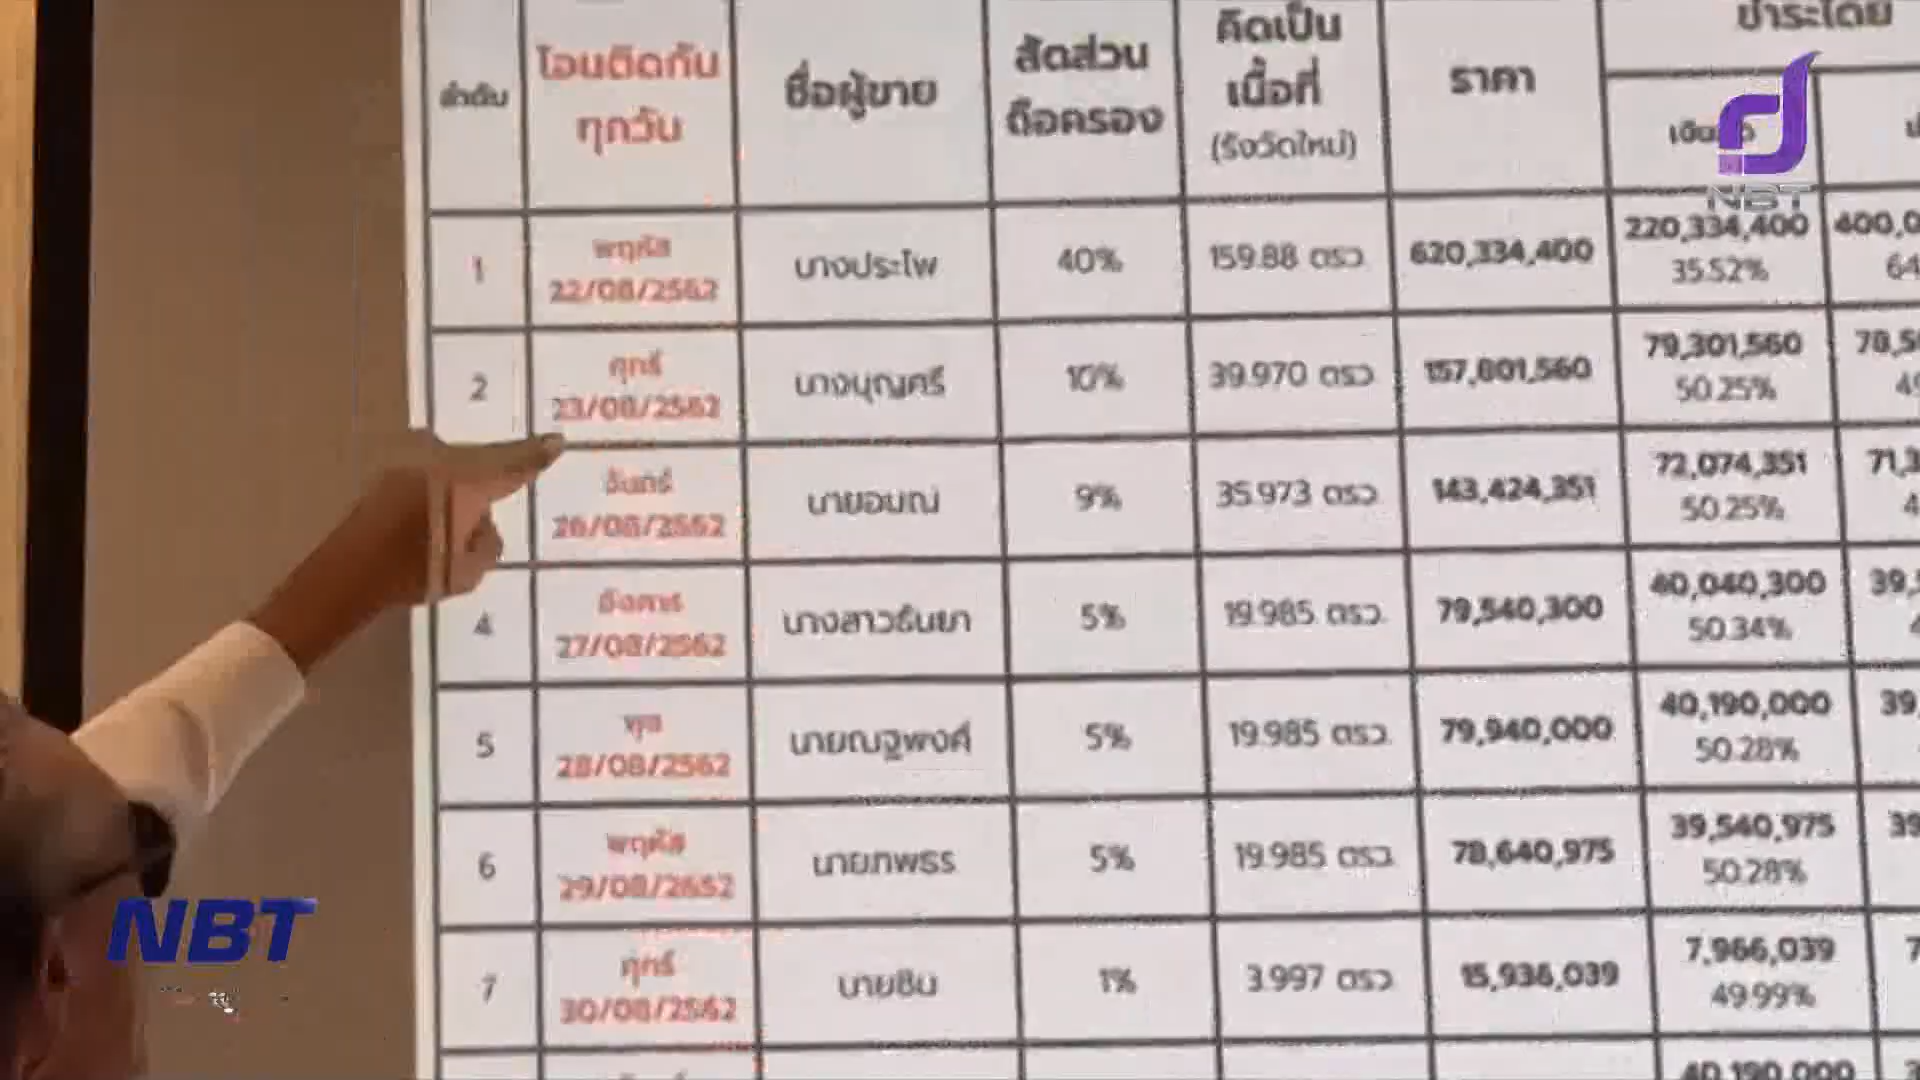 ลำดับ
โอนติดกัน
ทุกวัน
ชื่อผู้ขาย
สัดส่วน
ถือครอง
คิดเป็น
เนื้อที่
(รังวัดใหม่)
ราคา
ชำระโดย
NBT
1
พฤหัส
22/08/2562
นางประไพ
40%
159.88 ตรว
620,334,400
220,334,400
35.52%
2
ศุกร์
23/08/2562
นางบุญศรี
10%
39.970 ตรว
157,801,560
79,301,560
50.25%
จันทร์
26/08/2562
9%
35.973 ตรว
143,424,351
72,074,351
50.25%
4
อังคาร
27/08/2562
นางสาวธันยา
5%
19.985 ตรว.
79,540,300
40,040,300
50.34%
5
พุธ
28/08/2562
นายณฐพงศ์
5%
19.985 ตรว.
79,940,000
40,190,000
50.28%
6
พฤหัส
29/08/2562
นายภพธร
5%
19.985 ตรว
78,640,975
39,540,975
50.28%
7
ศุกร์
30/08/2562
นายชิน
1%
3.997 ตรว
15,936,039
7,966,039
49.99%
40,190,000
NBT